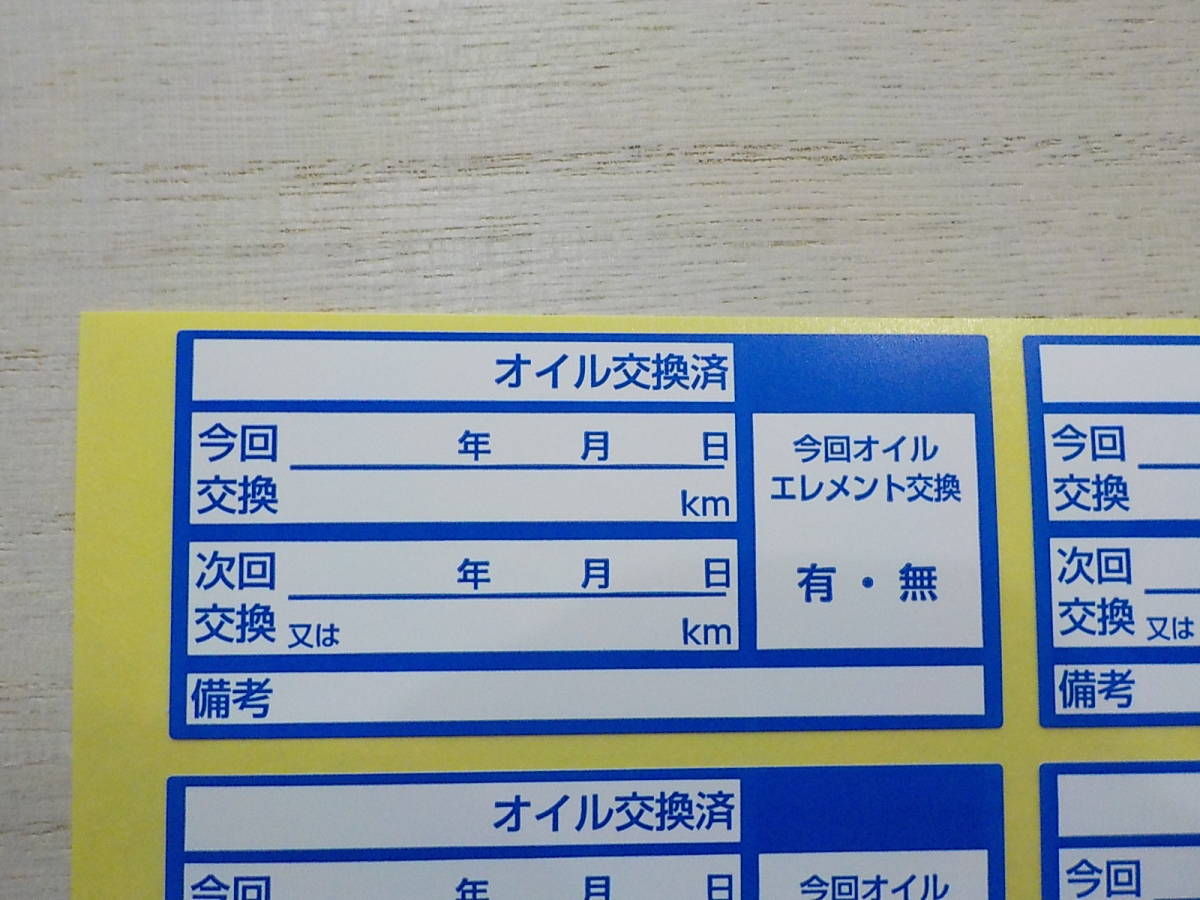 オイル交換済
今回 年 月 日
交換 km
今回オイル
エレメント交換
有・無
次回 年 月 日
交換 又は km
備考
今回
交換
次回
交換 又は
備考
オイル交換済
今回 年 月 日
今回オイル
今回